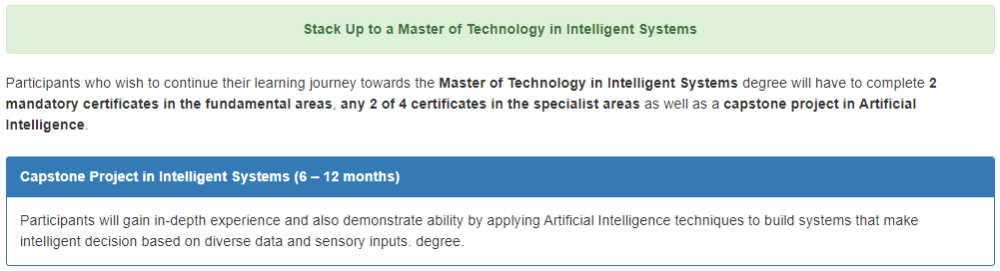 Stack Up to a Master of Technology in Intelligent Systems
Participants who wish to continue their learning journey towards the Master of Technology in Intelligent Systems degree will have to complete 2
mandatory certificates in the fundamental areas, any 2 of 4 certificates in the specialist areas as well as a capstone project in Artificial
Intelligence.
Capstone Project in Intelligent Systems (6 – 12 months)
Participants will gain in-depth experience and also demonstrate ability by applying Artificial Intelligence techniques to build systems that make
intelligent decision based on diverse data and sensory inputs. degree.